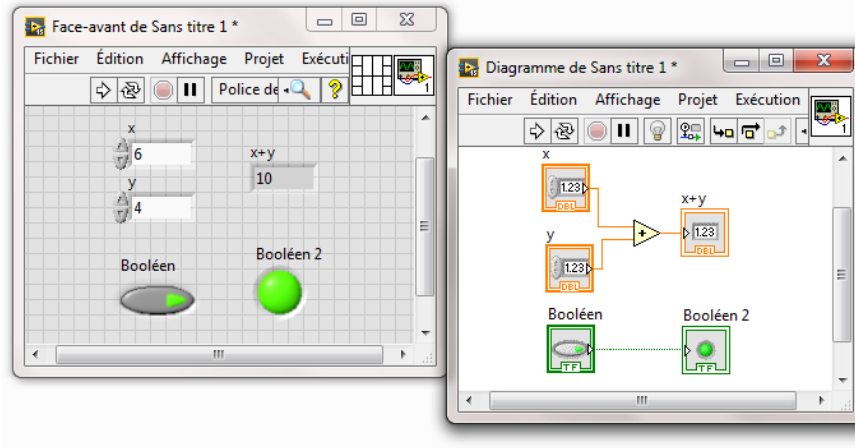 Face-avant de Sans titre 1 *
Fichier Édition Affichage Projet Exécuti
Police de
1
x
6
y
4
x+y
10
Booléen
Booléen 2
Diagramme de Sans titre 1 *
Fichier Édition Affichage Projet Exécution
1
x
1.23
DBL
y
1.23
DBL
x+y
1.23
DBL
Booléen
TF
Booléen 2
TF